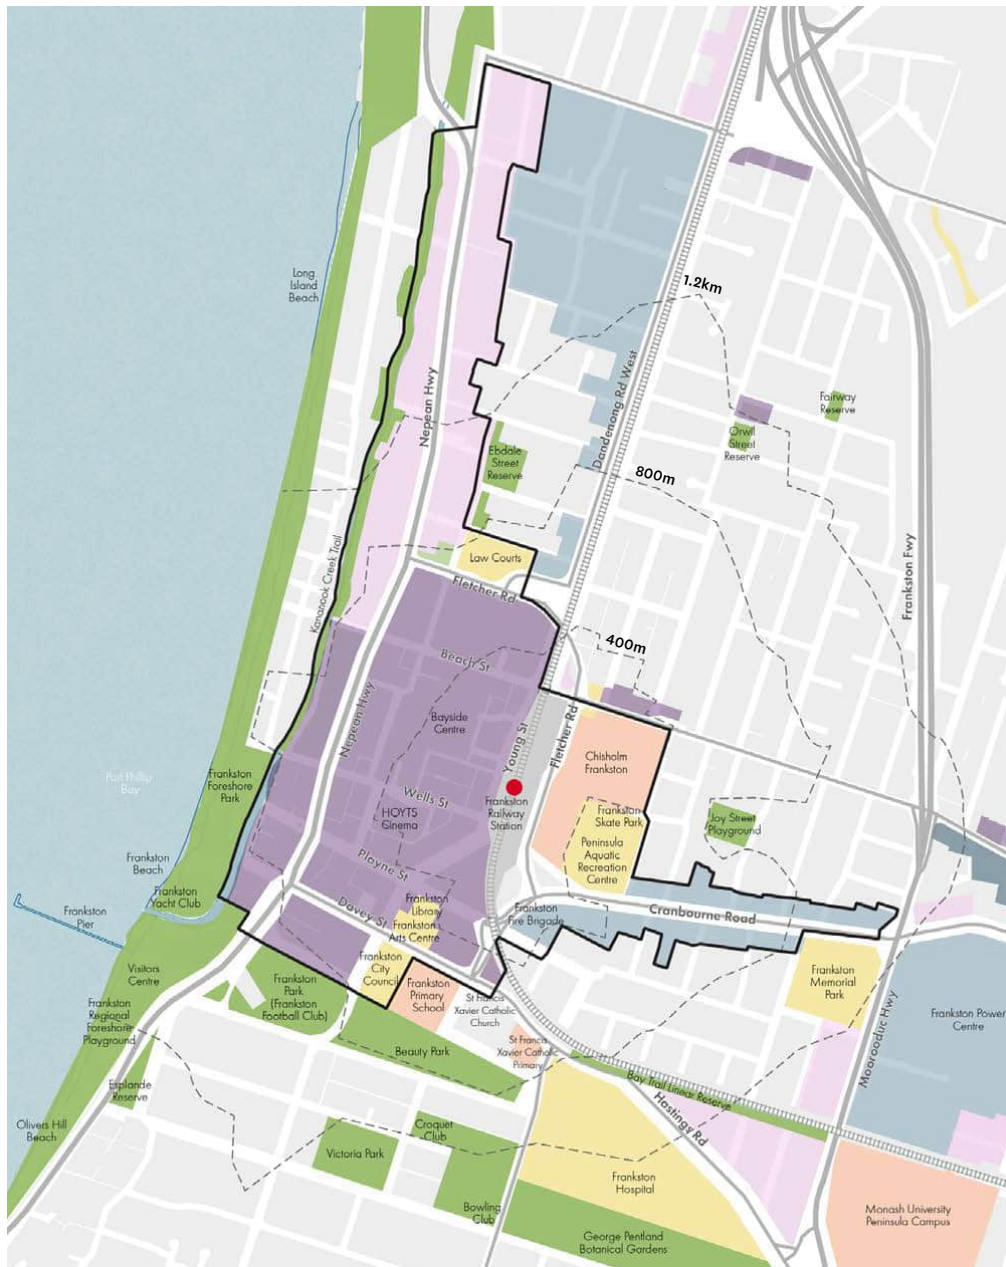 Long
Island
Beach
1.2km
Nepean Hwy
Dandenong Rd West
Fairway
Reserve
Orwil
Street
Reserve
Ebdale
Street
Reserve
800m
Kananook Creek Trail
Law Courts
Fletcher Rd
Frankston Fwy
400m
Beach St
Nepean Hwy
Bayside
Centre
Young St
Fletcher Rd
Chisholm
Frankston
Port Phillip
Bay
Frankston
Foreshore
Park
Wells St
HOYTS
Cinema
Frankston
Railway
Station
Frankston
Skate Park
Joy Street
Playground
Peninsula
Aquatic
Recreation
Centre
Playne St
Frankston
Beach
Frankston
Yacht Club
Frankston
Pier
Davey St
Frankston
Library
Frankston
Arts Centre
Frankston
Fire Brigade
Cranbourne Road
Visitors
Centre
Frankston
Park
(Frankston
Football Club)
Frankston
City
Council
Frankston
Primary
School
St Francis
Xavier Catholic
Church
Frankston
Memorial
Park
Frankston Power
Centre
Frankston
Regional
Foreshore
Playground
Beauty Park
St Francis
Xavier Catholic
Primary
Moorooduc Hwy
Bay Trail Linear Reserve
Esplande
Reserve
Hastings Rd
Olivers Hill
Beach
Croquet
Club
Victoria Park
Frankston
Hospital
Bowling
Club
George Pentland
Botanical Gardens
Monash University
Peninsula Campus